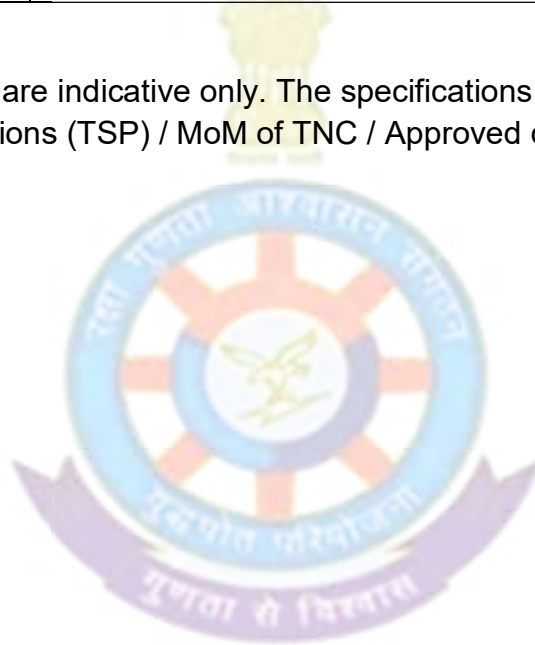 are indicative only. The specifications
ions (TSP) / MoM of TNC / Approved
रक्षा गुणता आश्वासन संगठन
युद्धपोत परियोजना
गुणता से विश्वास